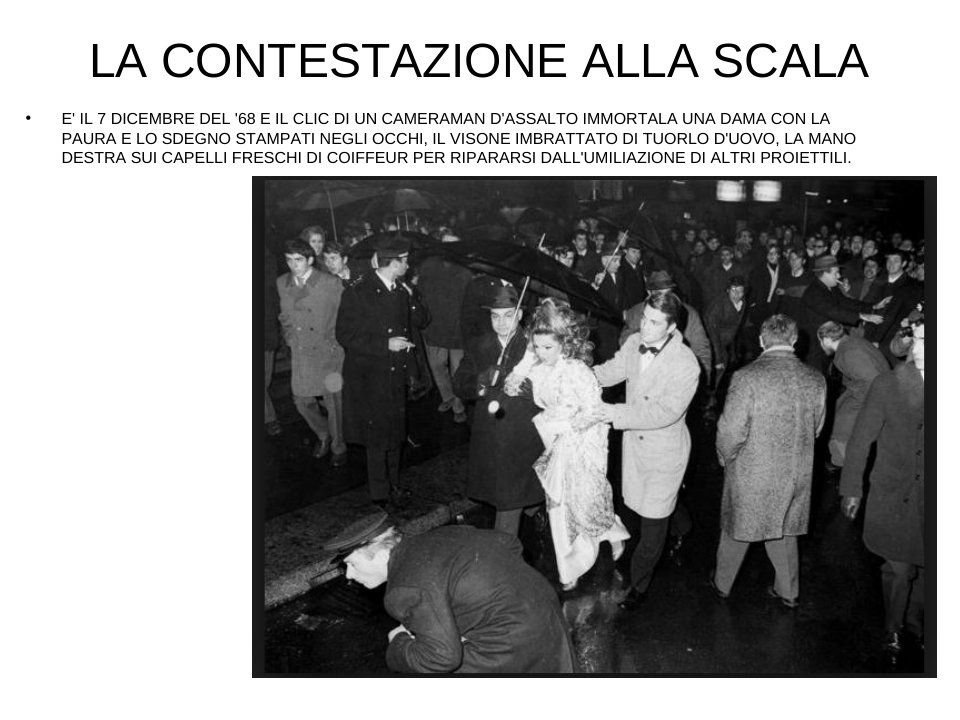 LA CONTESTAZIONE ALLA SCALA
• E' IL 7 DICEMBRE DEL '68 E IL CLIC DI UN CAMERAMAN D'ASSALTO IMMORTALA UNA DAMA CON LA
PAURA E LO SDEGNO STAMPATI NEGLI OCCHI, IL VISONE IMBRATTATO DI TUORLO D'UOVO, LA MANO
DESTRA SUI CAPELLI FRESCHI DI COIFFEUR PER RIPARARSI DALL'UMILIAZIONE DI ALTRI PROIETTILI.